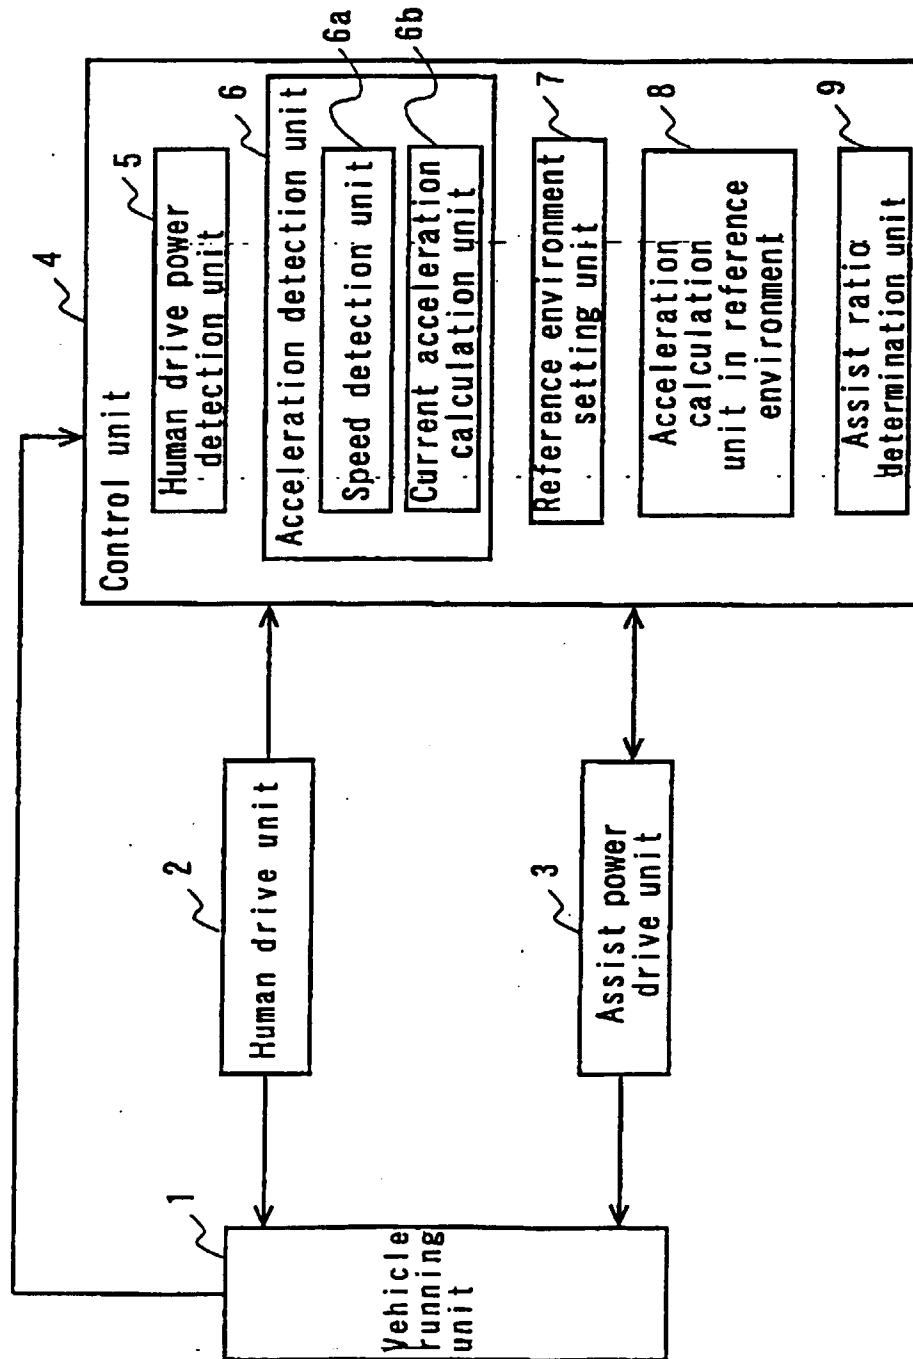 4
Control unit
5
Human drive power
detection unit
6
Acceleration detection unit
6a
Speed detection unit
6b
Current acceleration
calculation unit
7
Reference environment
setting unit
8
Acceleration
calculation
unit in reference
environment
9
Assist ratio
determination unit
2
Human drive unit
3
Assist power
drive unit
1
Vehicle
running
unit